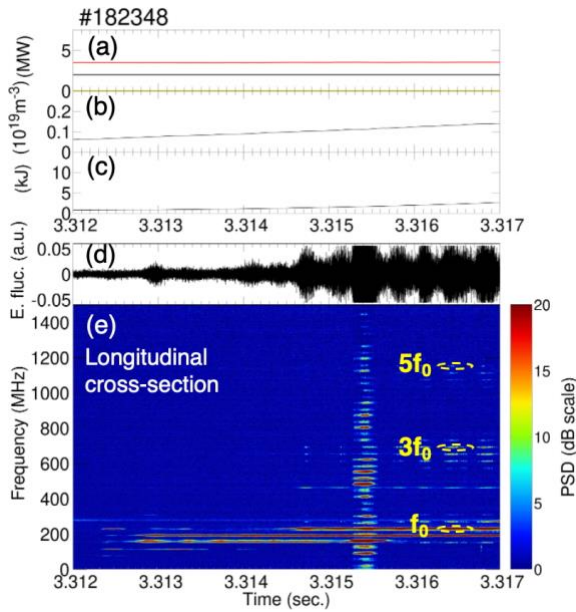 #182348
(a)
(MW)
5
0
(b)
(10¹⁹m⁻³)
0.2
0.1
0
(c)
(kJ)
10
5
0
3.312 3.313 3.314 3.315 3.316 3.317
(d)
E. fluc. (a.u.)
0.05
0
-0.05
(e)
Longitudinal
cross-section
Frequency (MHz)
1400
1200
1000
800
600
400
200
0
5f₀
3f₀
f₀
20
15
10
5
0
PSD (dB scale)
3.312 3.313 3.314 3.315 3.316 3.317
Time (sec.)